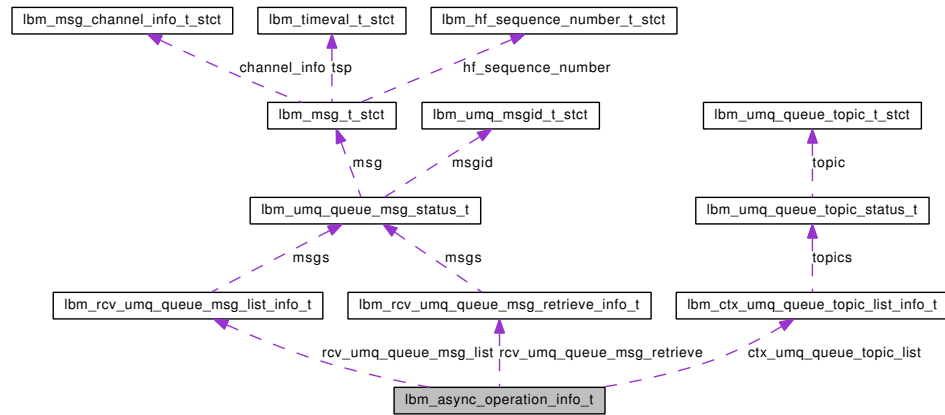 lbm_msg_channel_info_t_stct
lbm_timeval_t_stct
lbm_hf_sequence_number_t_stct
channel_info
tsp
hf_sequence_number
lbm_msg_t_stct
lbm_umq_msgid_t_stct
lbm_umq_queue_topic_t_stct
msg
msgid
topic
lbm_umq_queue_msg_status_t
lbm_umq_queue_topic_status_t
msgs
msgs
topics
lbm_rcv_umq_queue_msg_list_info_t
lbm_rcv_umq_queue_msg_retrieve_info_t
lbm_ctx_umq_queue_topic_list_info_t
rcv_umq_queue_msg_list
rcv_umq_queue_msg_retrieve
ctx_umq_queue_topic_list
lbm_async_operation_info_t